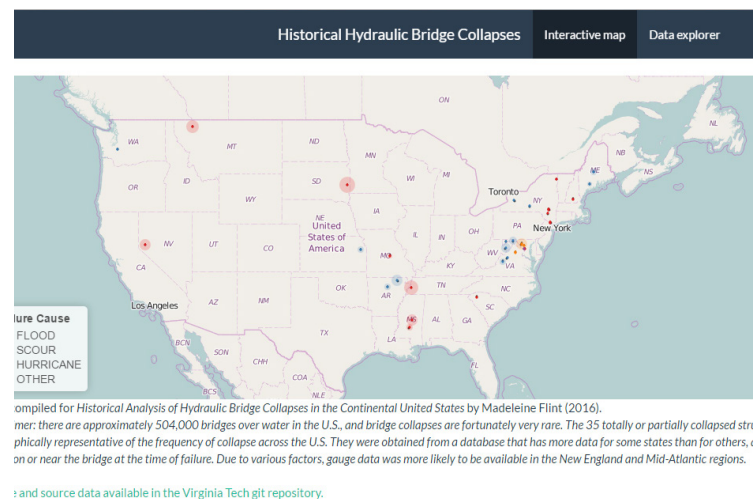 Historical Hydraulic Bridge Collapses Interactive map Data explorer
ON
NL
WA
MT
ND
MN
NB
ME
NS
OR
ID
SD
WI
MI
Toronto
NY
WY
IA
NE
PA
New York
United
States of
America
IL
IN
OH
NV
UT
CO
MO
WV
VA
CA
KY
OK
TN
NC
AR
Los Angeles
AZ
NM
SC
MS
AL
GA
TX
LA
BCN
SON
CHH
FL
COA
BCS
NLE
lure Cause
FLOOD
SCOUR
HURRICANE
OTHER
compiled for Historical Analysis of Hydraulic Bridge Collapses in the Continental United States by Madeleine Flint (2016).
mer: there are approximately 504,000 bridges over water in the U.S., and bridge collapses are fortunately very rare. The 35 totally or partially collapsed stru
phically representative of the frequency of collapse across the U.S. They were obtained from a database that has more data for some states than for others,
on or near the bridge at the time of failure. Due to various factors, gauge data was more likely to be available in the New England and Mid-Atlantic regions.
e and source data available in the Virginia Tech git repository.